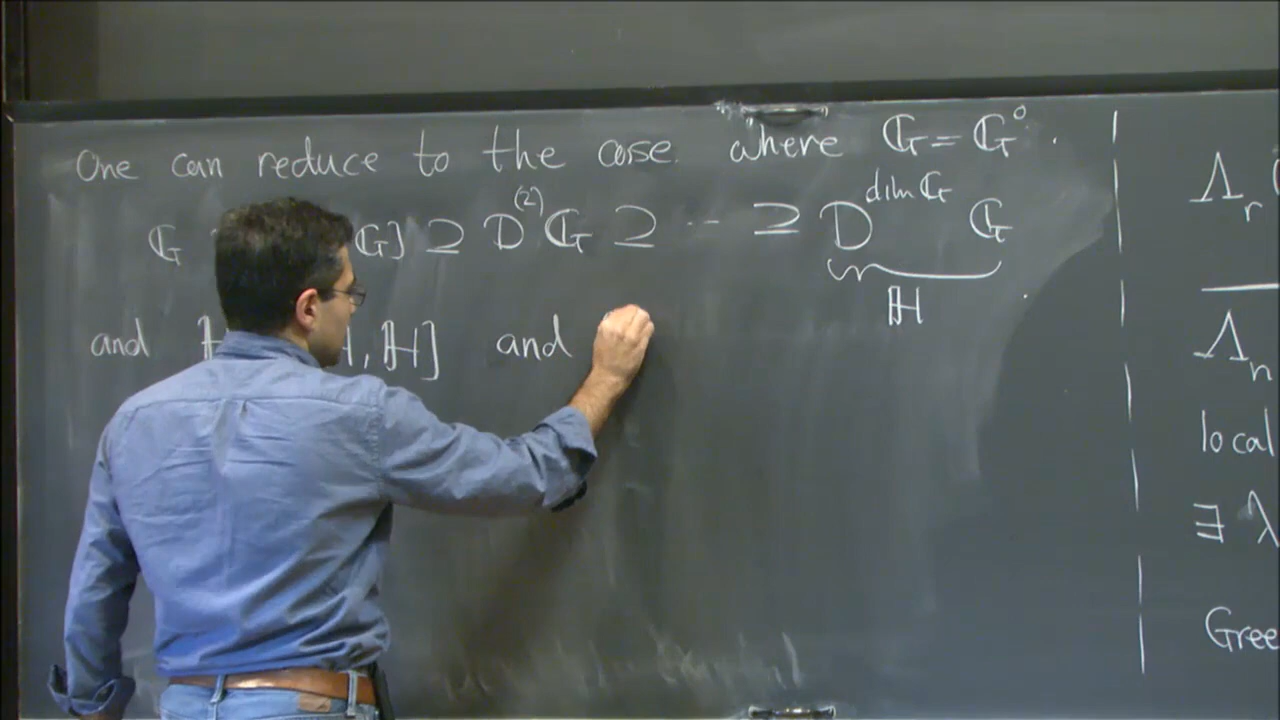 One can reduce to the case where 𝔾 = 𝔾° .
𝔾 𝔾] ⊇ D⁽²⁾𝔾 ⊇ -- ⊇ D^{dim 𝔾} 𝔾
ℍ
and , ℍ] and
Λ_r
Λ_n
local
∃ λ
Gree